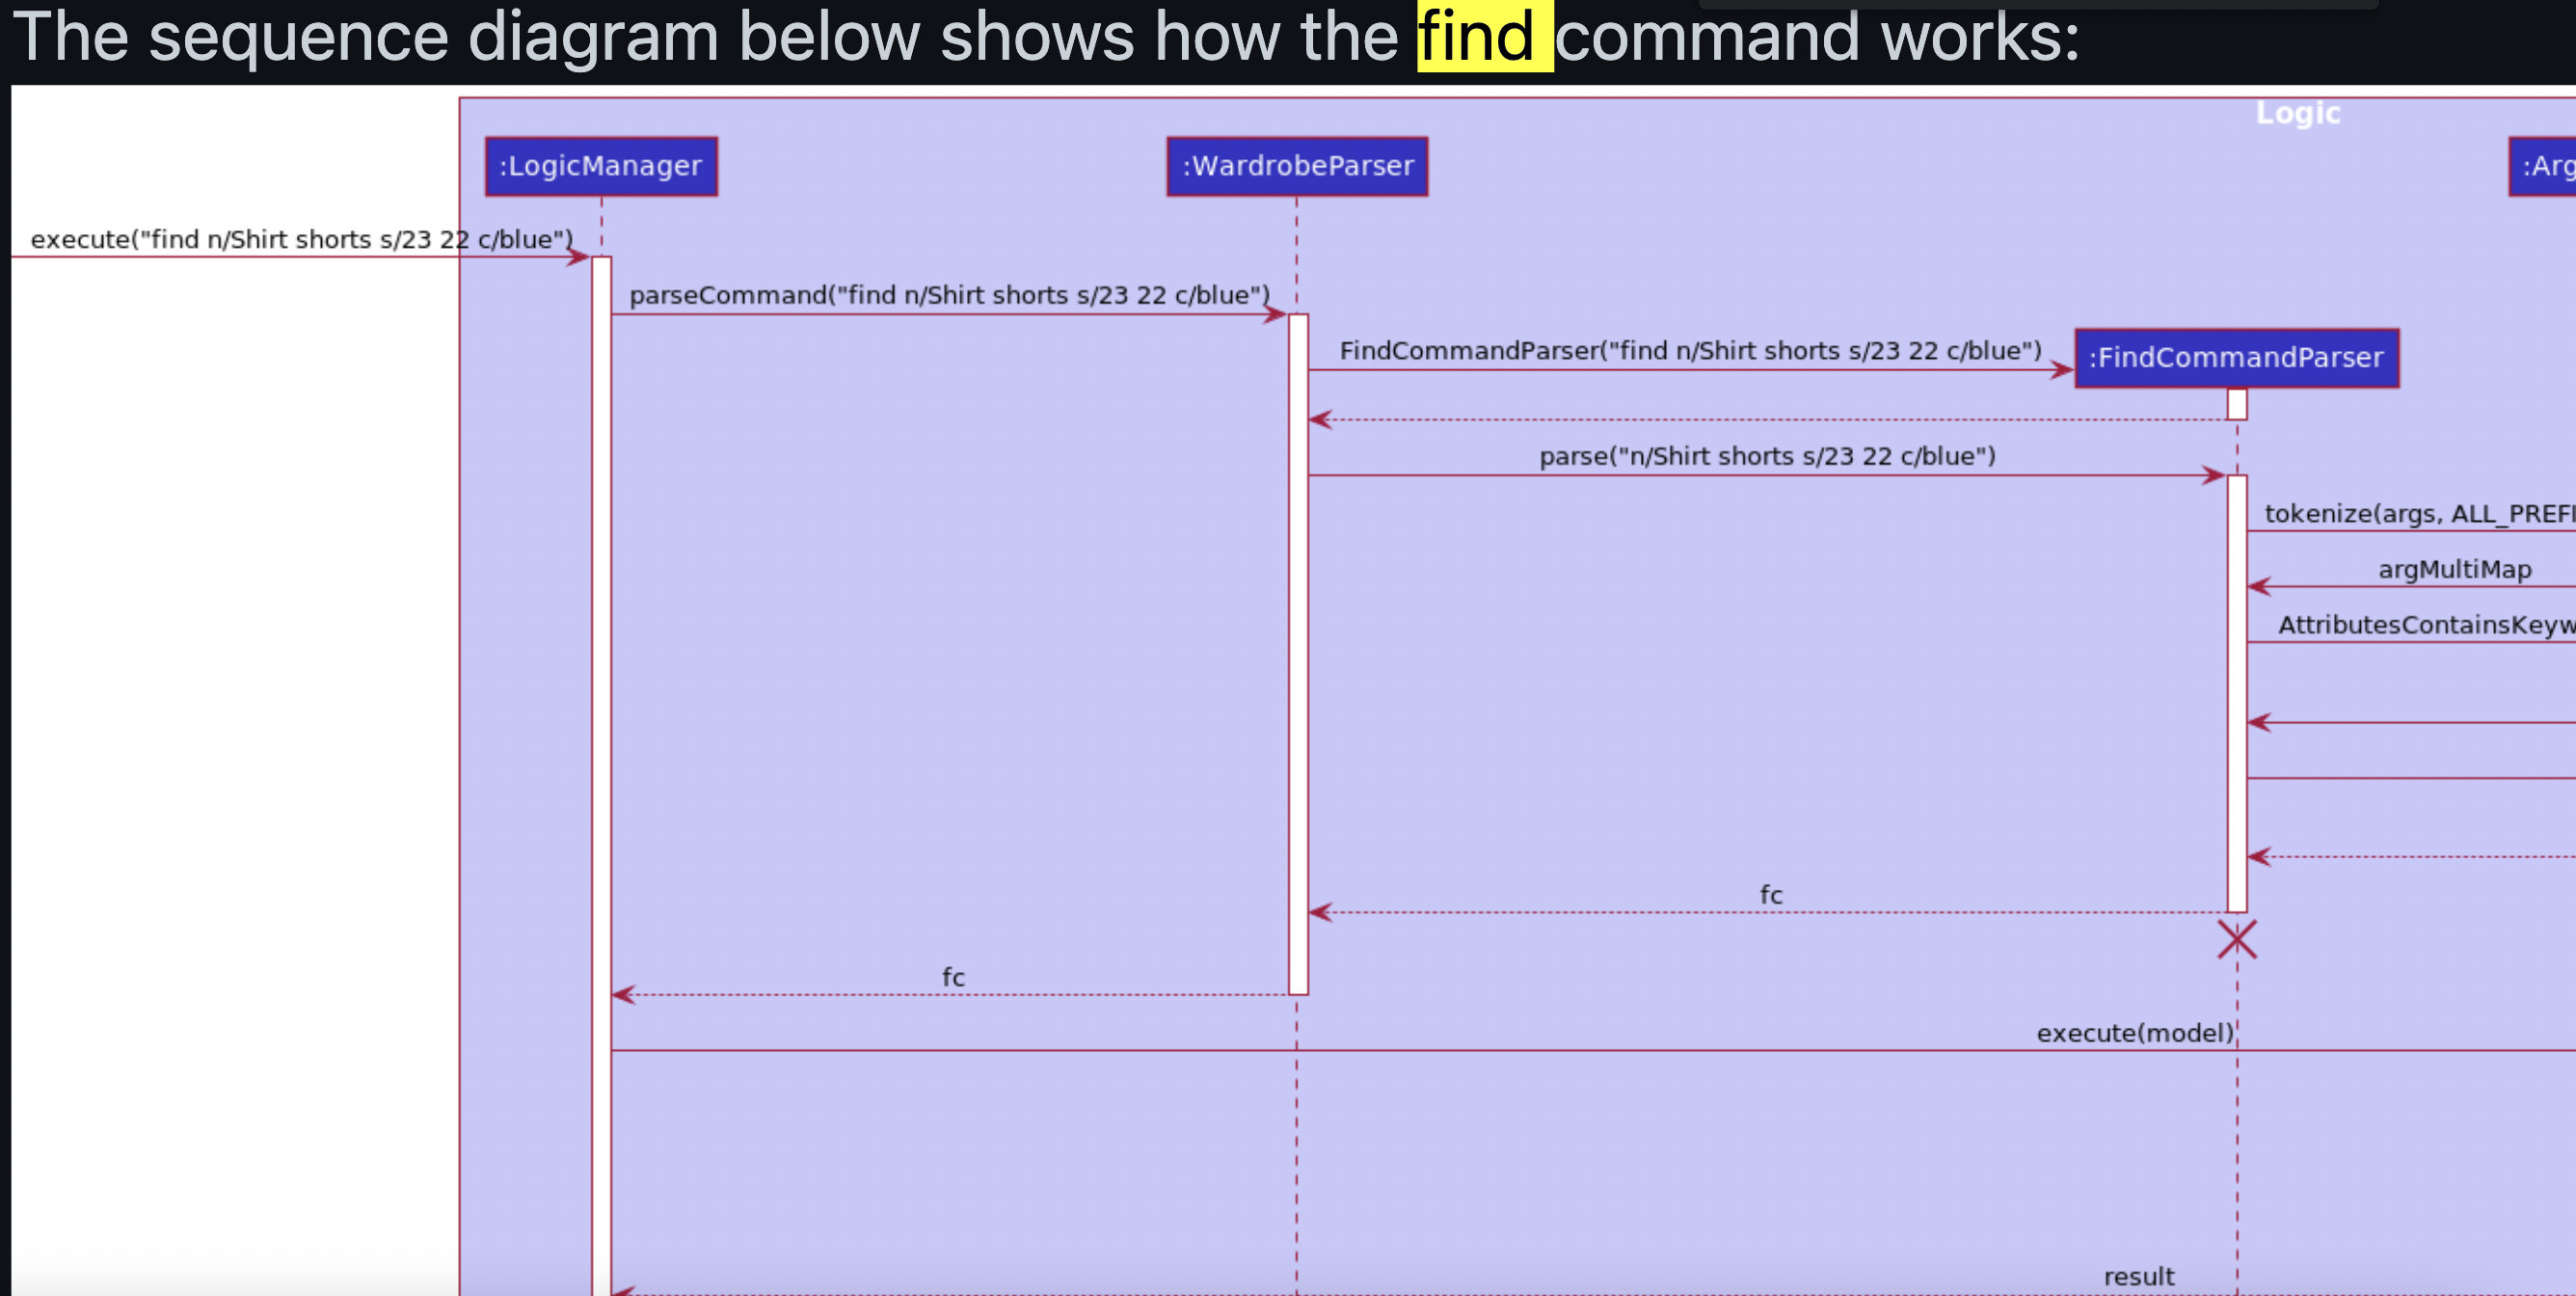 The sequence diagram below shows how the find command works:
Logic
:LogicManager
:WardrobeParser
:Arg
execute("find n/Shirt shorts s/23 22 c/blue")
parseCommand("find n/Shirt shorts s/23 22 c/blue")
FindCommandParser("find n/Shirt shorts s/23 22 c/blue")
:FindCommandParser
parse("n/Shirt shorts s/23 22 c/blue")
tokenize(args, ALL_PREFI
argMultiMap
AttributesContainsKeyw
fc
fc
execute(model)
result